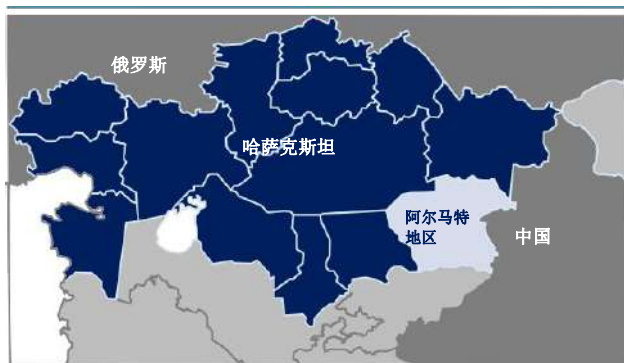 俄罗斯
哈萨克斯坦
阿尔马特
地区
中国